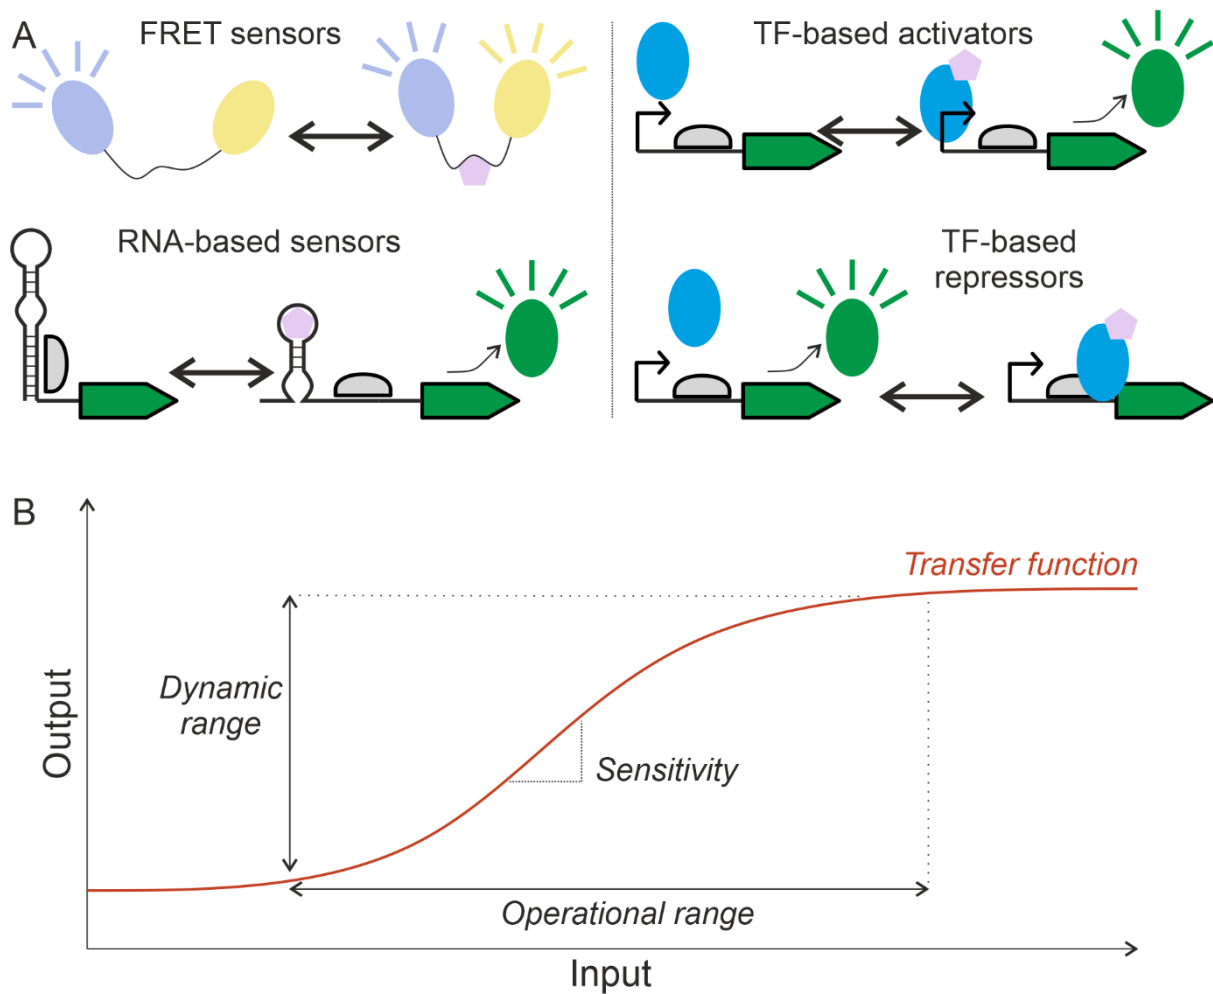 A
FRET sensors
TF-based activators
RNA-based sensors
TF-based
repressors
B
Transfer function
Dynamic
range
Sensitivity
Operational range
Output
Input